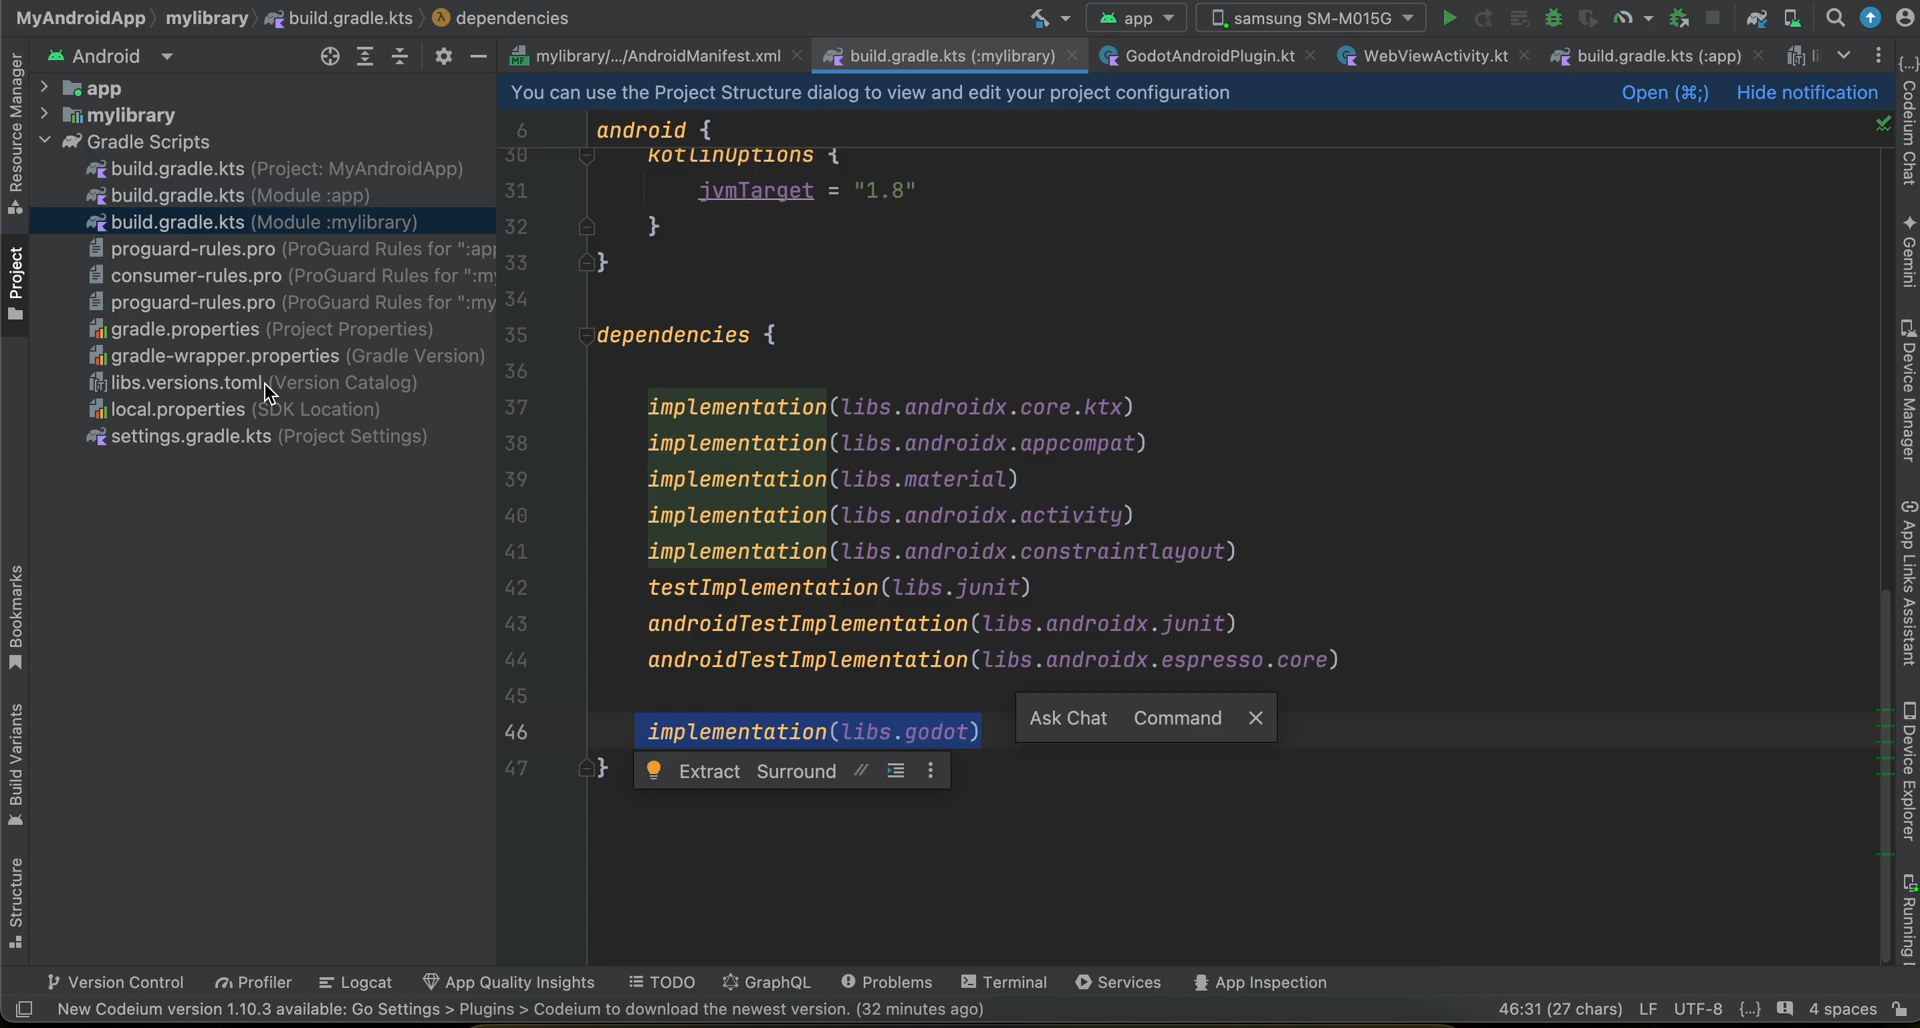 MyAndroidApp mylibrary build.gradle.kts dependencies app samsung SM-M015G
Android
mylibrary/.../AndroidManifest.xml build.gradle.kts (:mylibrary) GodotAndroidPlugin.kt WebViewActivity.kt build.gradle.kts (:app) li
You can use the Project Structure dialog to view and edit your project configuration Open (⌘;) Hide notification
app
mylibrary
Gradle Scripts
build.gradle.kts (Project: MyAndroidApp)
build.gradle.kts (Module :app)
build.gradle.kts (Module :mylibrary)
proguard-rules.pro (ProGuard Rules for ":app
consumer-rules.pro (ProGuard Rules for ":m
proguard-rules.pro (ProGuard Rules for ":my
gradle.properties (Project Properties)
gradle-wrapper.properties (Gradle Version)
libs.versions.toml (Version Catalog)
local.properties (SDK Location)
settings.gradle.kts (Project Settings)
6 android {
30 kotlinOptions {
31 jvmTarget = "1.8"
32 }
33 }
34
35 dependencies {
36
37 implementation(libs.androidx.core.ktx)
38 implementation(libs.androidx.appcompat)
39 implementation(libs.material)
40 implementation(libs.androidx.activity)
41 implementation(libs.androidx.constraintlayout)
42 testImplementation(libs.junit)
43 androidTestImplementation(libs.androidx.junit)
44 androidTestImplementation(libs.androidx.espresso.core)
45
Ask Chat Command
46 implementation(libs.godot)
47 }
Extract Surround //
Resource Manager
Project
Bookmarks
Build Variants
Structure
{...} Codeium Chat
Gemini
Device Manager
App Links Assistant
Device Explorer
Running
Version Control Profiler Logcat App Quality Insights TODO GraphQL Problems Terminal Services App Inspection
New Codeium version 1.10.3 available: Go Settings > Plugins > Codeium to download the newest version. (32 minutes ago) 46:31 (27 chars) LF UTF-8 {...} 4 spaces